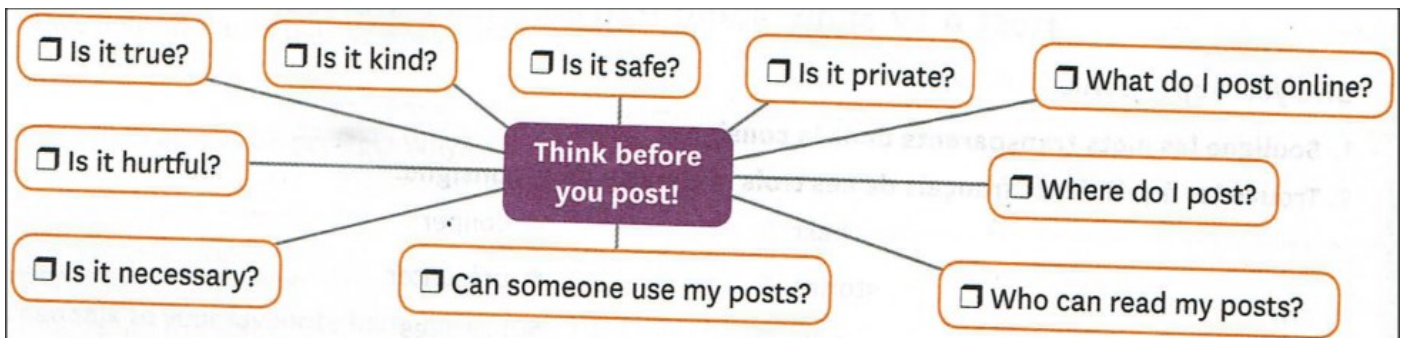 ❐ Is it true?
❐ Is it kind?
❐ Is it safe?
❐ Is it private?
❐ What do I post online?
❐ Is it hurtful?
Think before
you post!
❐ Where do I post?
❐ Is it necessary?
❐ Can someone use my posts?
❐ Who can read my posts?